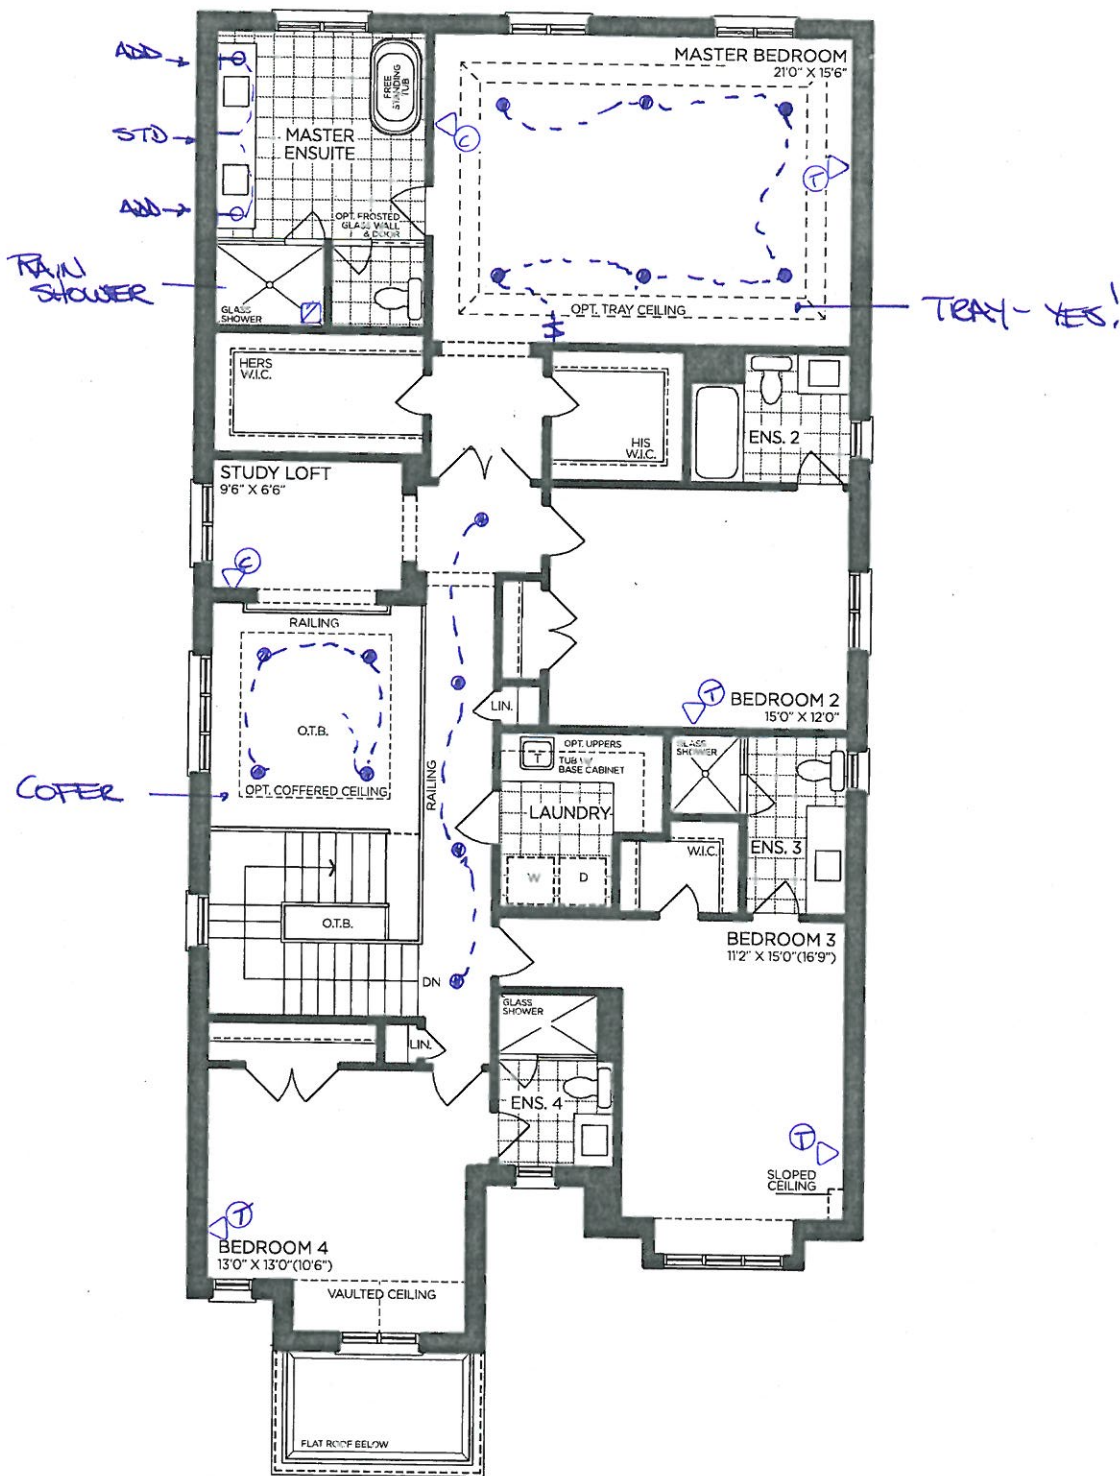 ADD
STD
ADD
RAIN
SHOWER
FREE
STANDING
TUB
MASTER
ENSUITE
OPT. FROSTED
GLASS WALL
& DOOR
GLASS
SHOWER
MASTER BEDROOM
21'0" X 15'6"
C
T
OPT. TRAY CEILING
$
TRAY - YES!
HERS
W.I.C.
HIS
W.I.C.
ENS. 2
STUDY LOFT
9'6" X 6'6"
C
RAILING
O.T.B.
OPT. COFFERED CEILING
COFFER
RAILING
LIN.
T
BEDROOM 2
15'0" X 12'0"
OPT. UPPERS
T
TUB W/
BASE CABINET
LAUNDRY
W
D
GLASS
SHOWER
W.I.C.
ENS. 3
O.T.B.
DN
BEDROOM 3
11'2" X 15'0"(16'9")
LIN.
GLASS
SHOWER
ENS. 4
T
SLOPED
CEILING
T
BEDROOM 4
13'0" X 13'0"(10'6")
VAULTED CEILING
FLAT ROOF BELOW